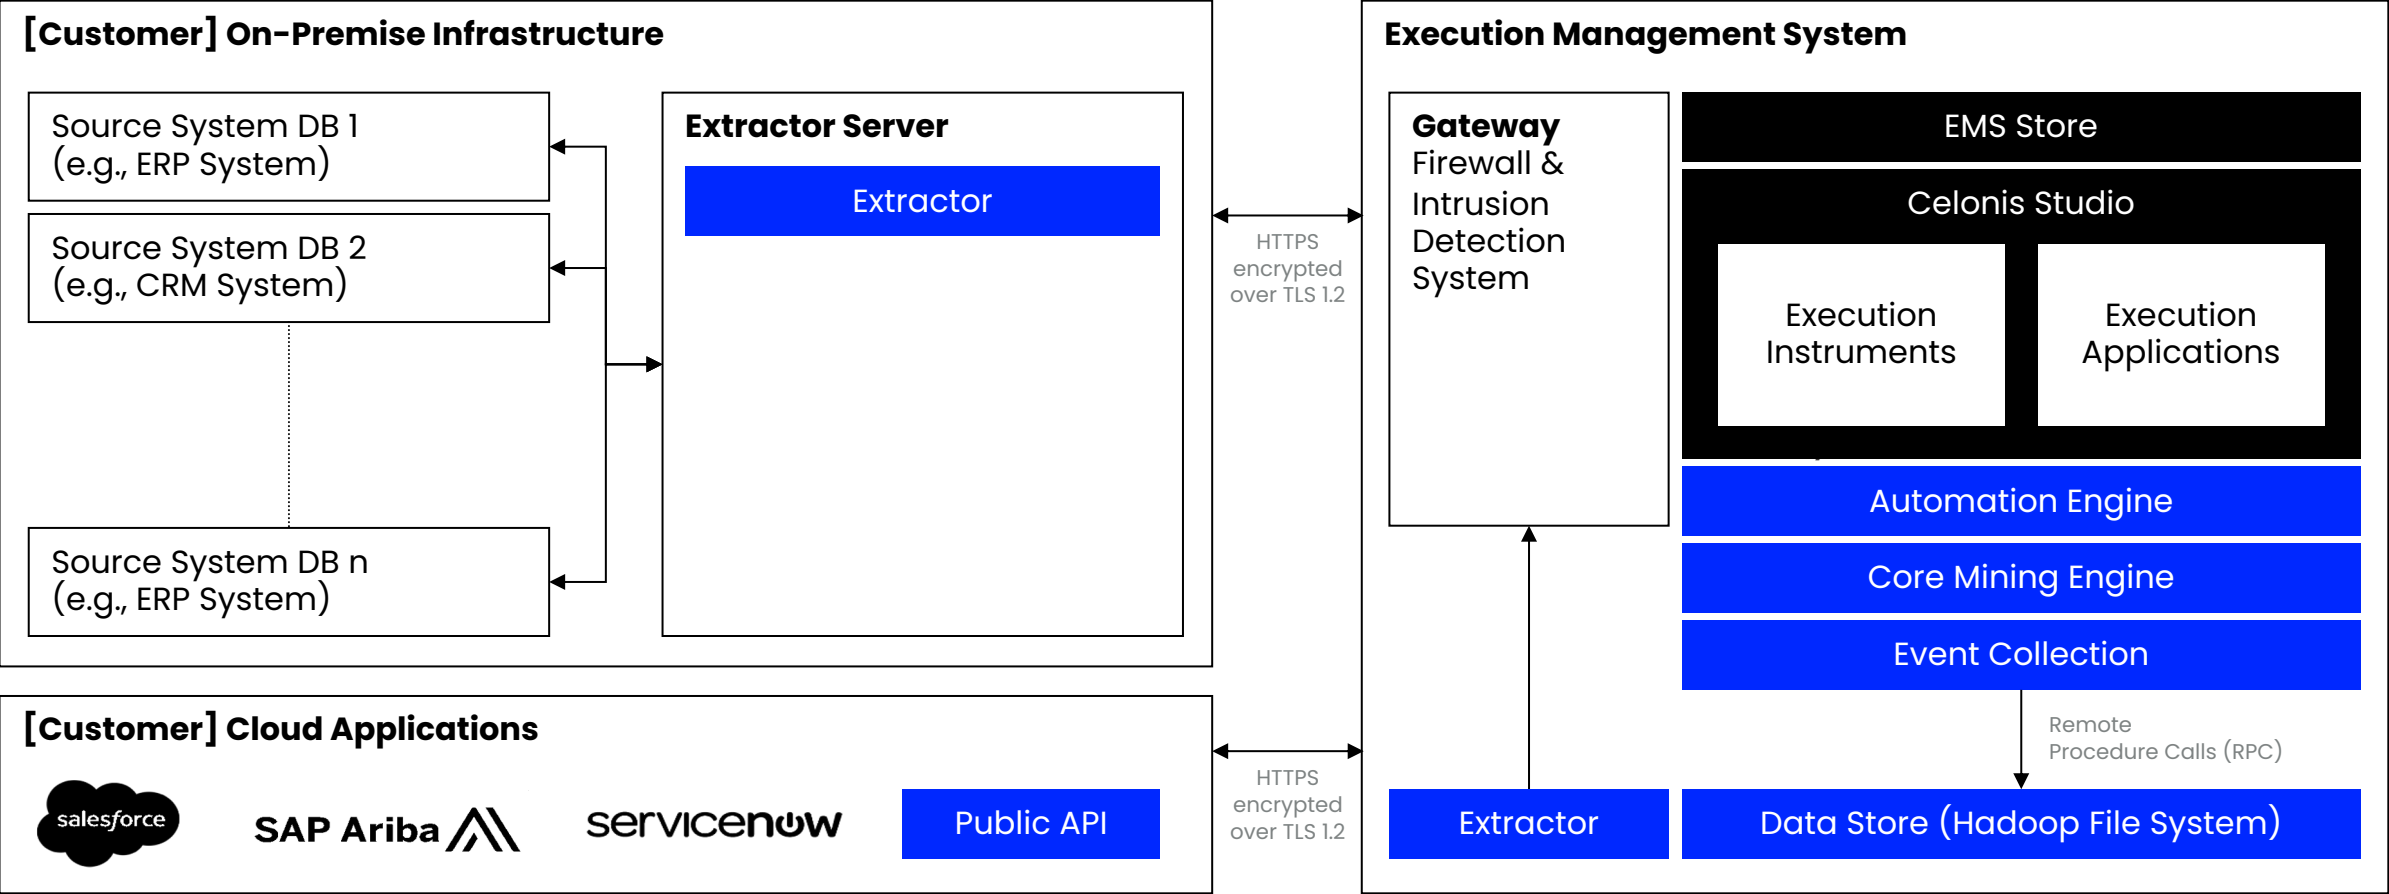 [Customer] On-Premise Infrastructure
Source System DB 1
(e.g., ERP System)
Source System DB 2
(e.g., CRM System)
Source System DB n
(e.g., ERP System)
Extractor Server
Extractor
HTTPS
encrypted
over TLS 1.2
[Customer] Cloud Applications
salesforce
SAP Ariba
servicenow
Public API
HTTPS
encrypted
over TLS 1.2
Execution Management System
Gateway
Firewall &
Intrusion
Detection
System
Extractor
EMS Store
Celonis Studio
Execution
Instruments
Execution
Applications
Automation Engine
Core Mining Engine
Event Collection
Remote
Procedure Calls (RPC)
Data Store (Hadoop File System)